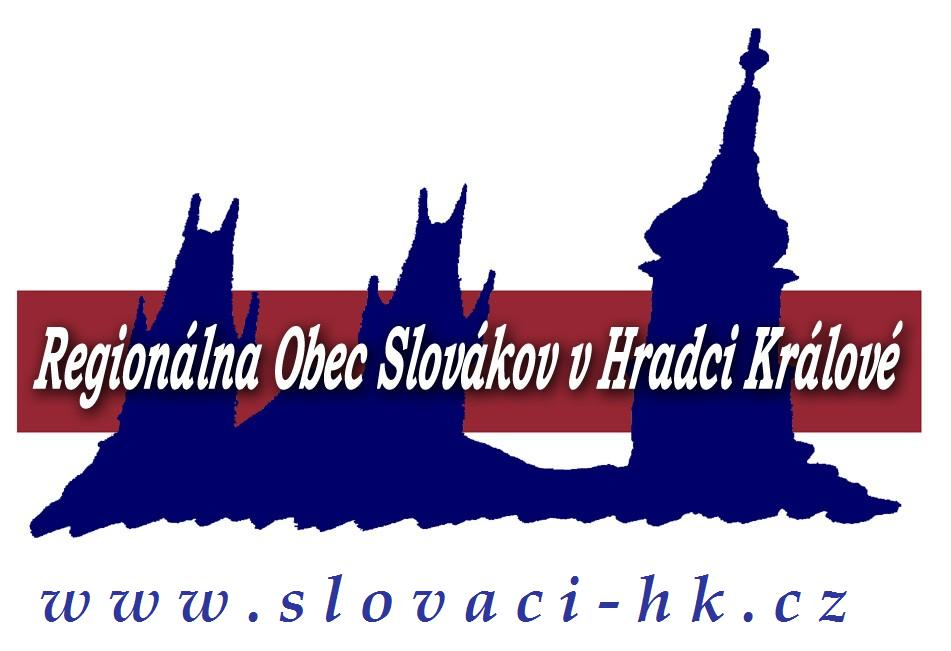 Regionálna Obec Slovákov v Hradci Králové
www.slovaci-hk.cz